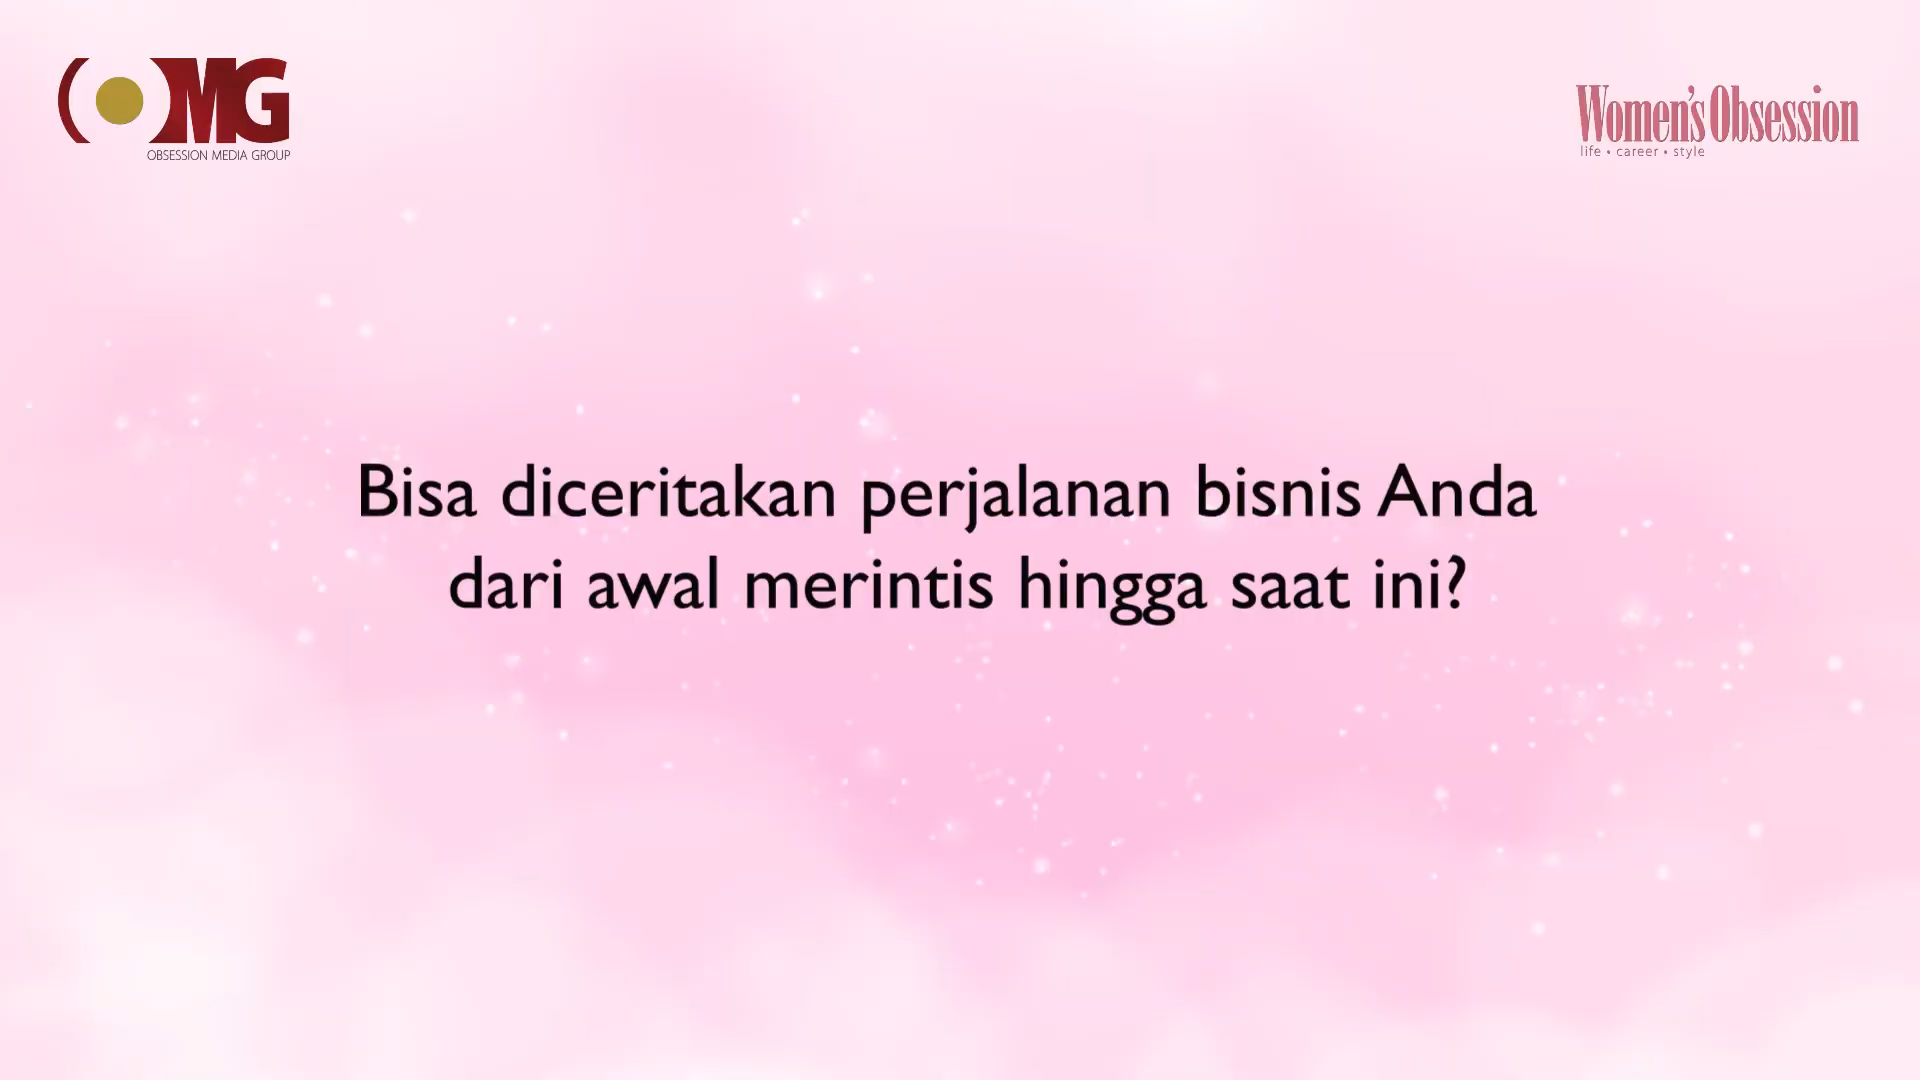 OMG
OBSESSION MEDIA GROUP
Women's Obsession
life • career • style
Bisa diceritakan perjalanan bisnis Anda
dari awal merintis hingga saat ini?